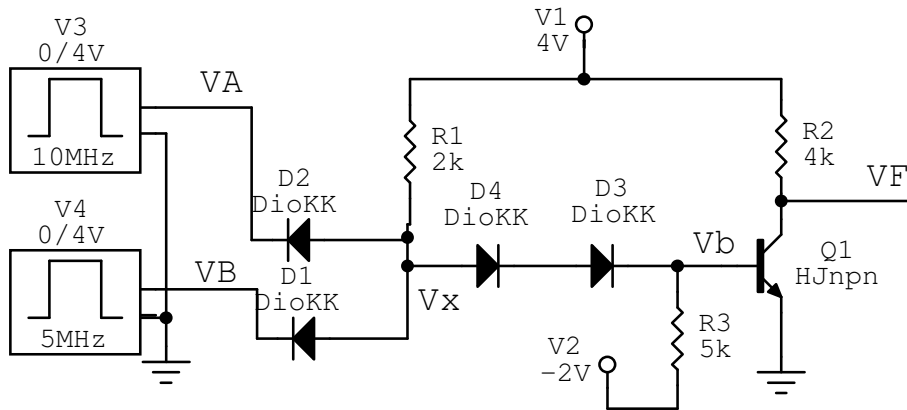 V3
0/4V
10MHz
VA
V4
0/4V
5MHz
VB
D2
DioKK
D1
DioKK
V1
4V
R1
2k
R2
4k
D4
DioKK
D3
DioKK
Vx
Vb
VF
Q1
HJnpn
R3
5k
V2
-2V